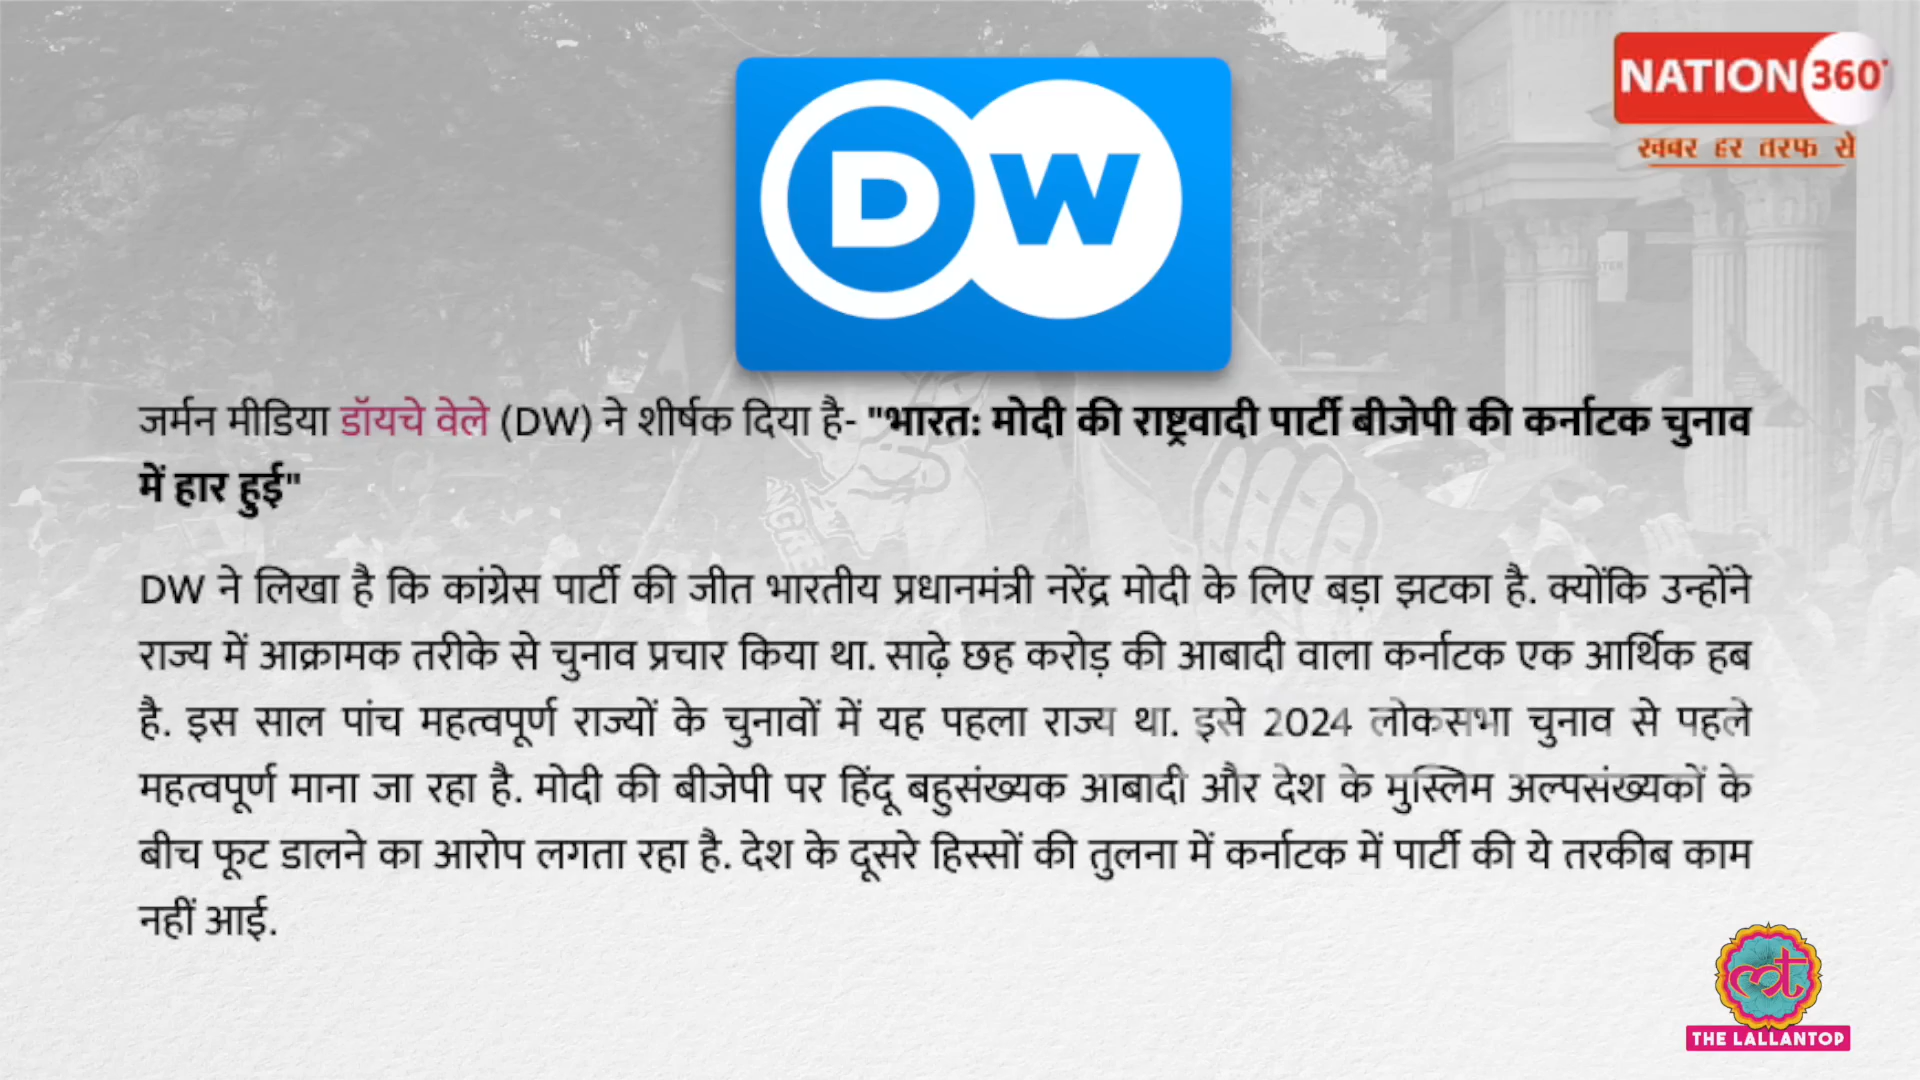 DW
NATION 360°
खबर हर तरफ से
जर्मन मीडिया डॉयचे वेले (DW) ने शीर्षक दिया है- "भारत: मोदी की राष्ट्रवादी पार्टी बीजेपी की कर्नाटक चुनाव
में हार हुई"
DW ने लिखा है कि कांग्रेस पार्टी की जीत भारतीय प्रधानमंत्री नरेंद्र मोदी के लिए बड़ा झटका है. क्योंकि उन्होंने
राज्य में आक्रामक तरीके से चुनाव प्रचार किया था. साढ़े छह करोड़ की आबादी वाला कर्नाटक एक आर्थिक हब
है. इस साल पांच महत्वपूर्ण राज्यों के चुनावों में यह पहला राज्य था. इसे 2024 लोकसभा चुनाव से पहले
महत्वपूर्ण माना जा रहा है. मोदी की बीजेपी पर हिंदू बहुसंख्यक आबादी और देश के मुस्लिम अल्पसंख्यकों के
बीच फूट डालने का आरोप लगता रहा है. देश के दूसरे हिस्सों की तुलना में कर्नाटक में पार्टी की ये तरकीब काम
नहीं आई.
THE LALLANTOP